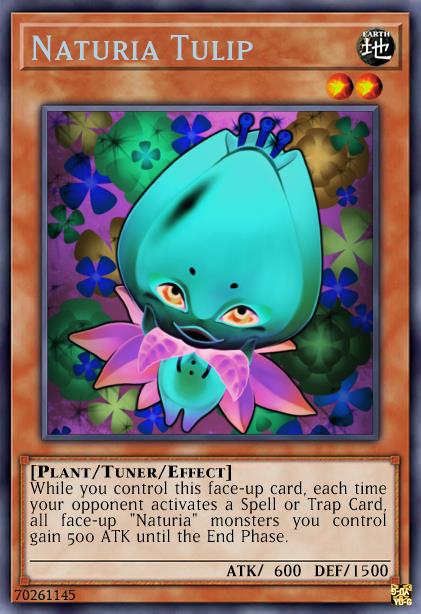 NATURIA TULIP
EARTH
地
[PLANT/TUNER/EFFECT]
While you control this face-up card, each time
your opponent activates a Spell or Trap Card,
all face-up "Naturia" monsters you control
gain 500 ATK until the End Phase.
ATK/ 600 DEF/1500
70261145